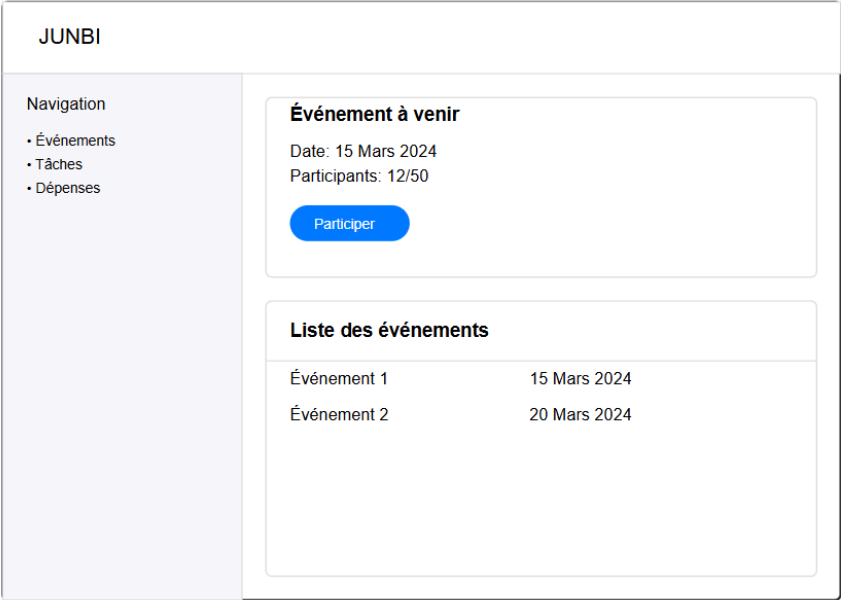 JUNBI
Navigation
• Événements
• Tâches
• Dépenses
Événement à venir
Date: 15 Mars 2024
Participants: 12/50
Participer
Liste des événements
Événement 1 15 Mars 2024
Événement 2 20 Mars 2024